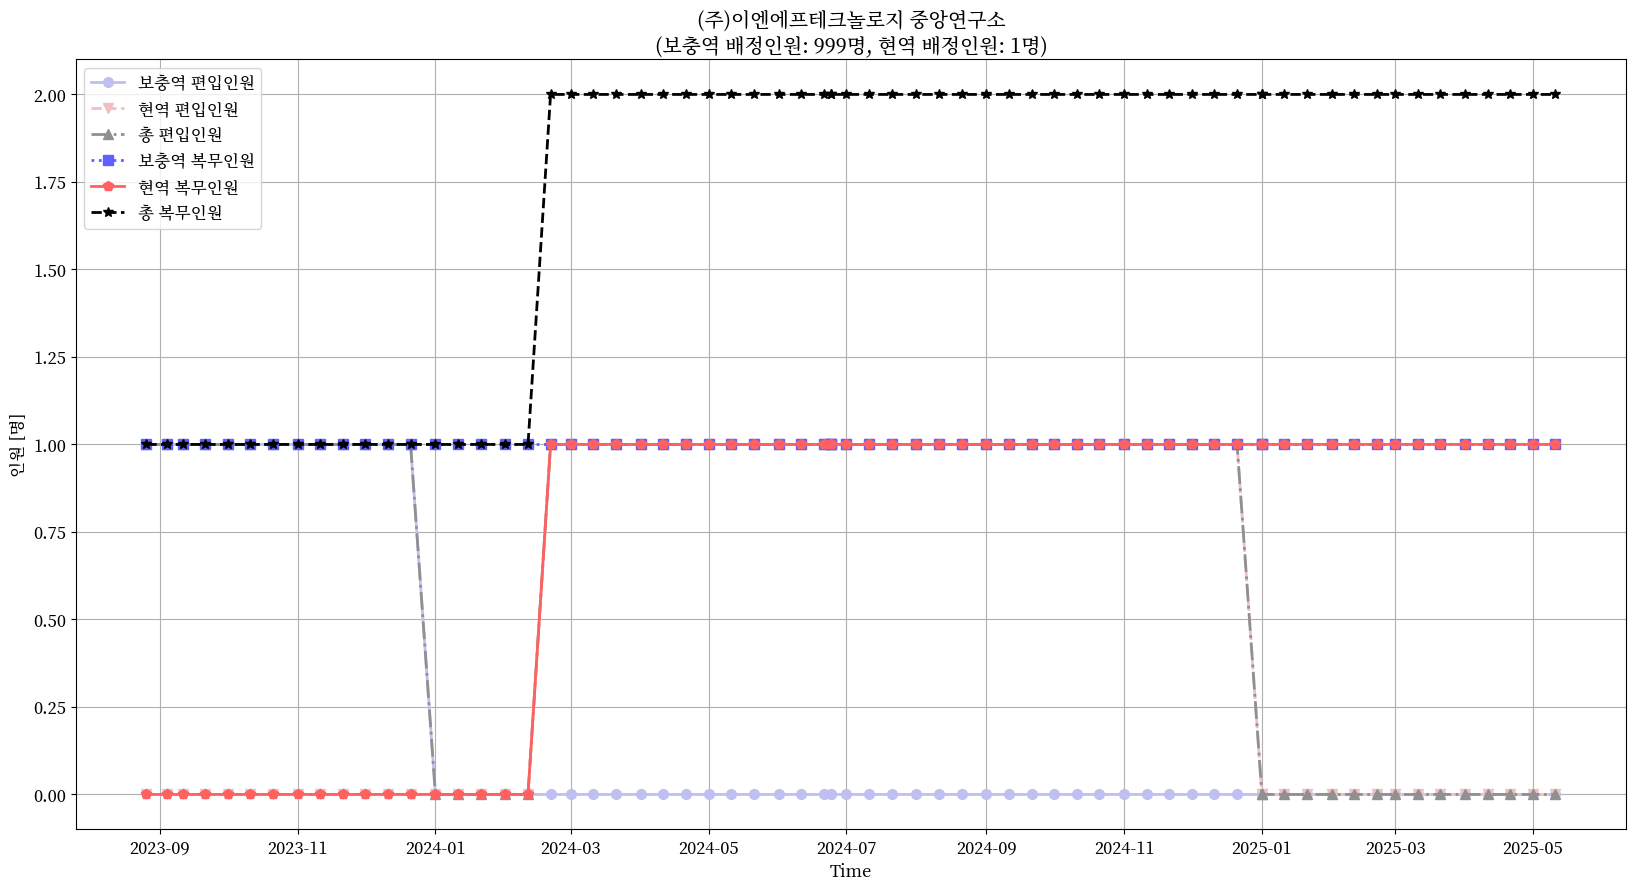 (주)이엔에프테크놀로지 중앙연구소
(보충역 배정인원: 999명, 현역 배정인원: 1명)
보충역 편입인원
현역 편입인원
총 편입인원
보충역 복무인원
현역 복무인원
총 복무인원
2.00
1.75
1.50
1.25
1.00
0.75
0.50
0.25
0.00
인원 [명]
2023-09 2023-11 2024-01 2024-03 2024-05 2024-07 2024-09 2024-11 2025-01 2025-03 2025-05
Time